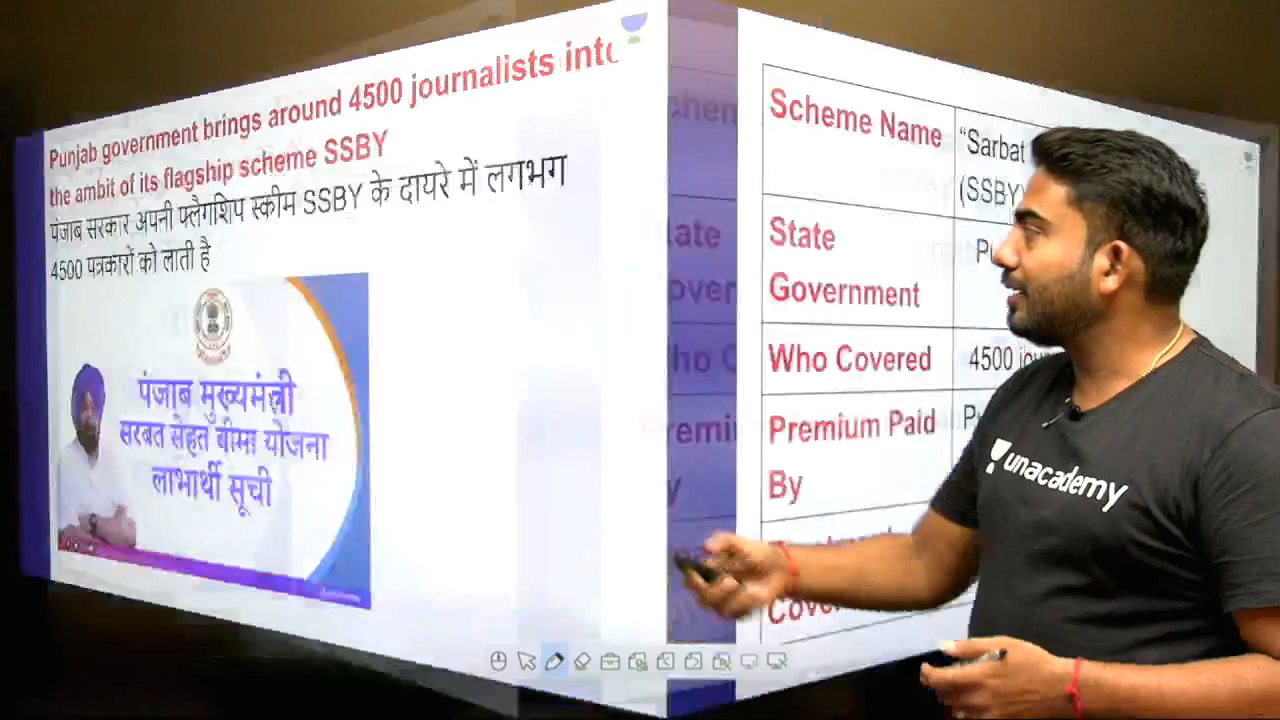 Punjab government brings around 4500 journalists into
the ambit of its flagship scheme SSBY
पंजाब सरकार अपनी फ्लैगशिप स्कीम SSBY के दायरे में लगभग
4500 पत्रकारों को लाती है
पंजाब मुख्यमंत्री
सरबत सेहत बीमा योजना
लाभार्थी सूची
Scheme Name
"Sarbat
(SSBY)
State
Government
Who Covered
4500
Premium Paid
By
unacademy